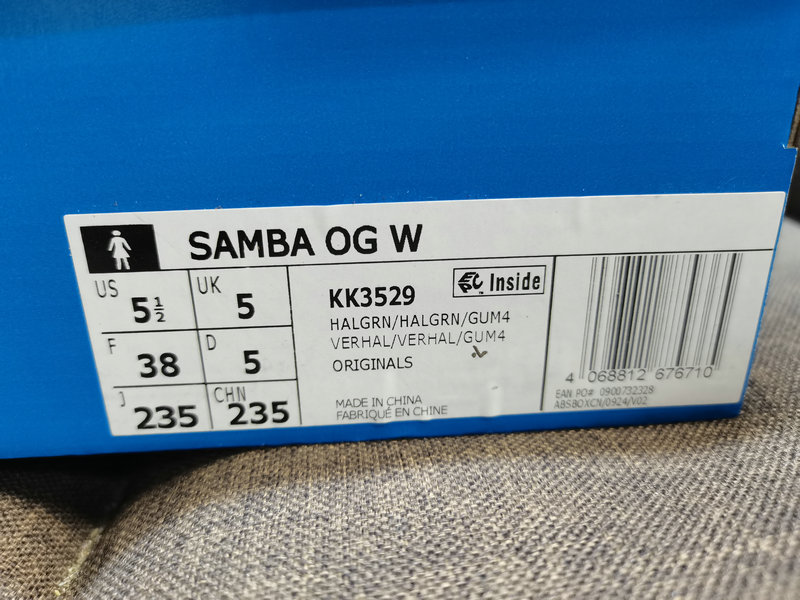 SAMBA OG W
US 5½ UK 5
F 38 D 5
J 235 CHN 235
KK3529
Inside
™
HALGRN/HALGRN/GUM4
VERHAL/VERHAL/GUM4
ORIGINALS
MADE IN CHINA
FABRIQUÉ EN CHINE
4 068812 676710
EAN PO# 0900732328
ABSBOXCN/0924/V02